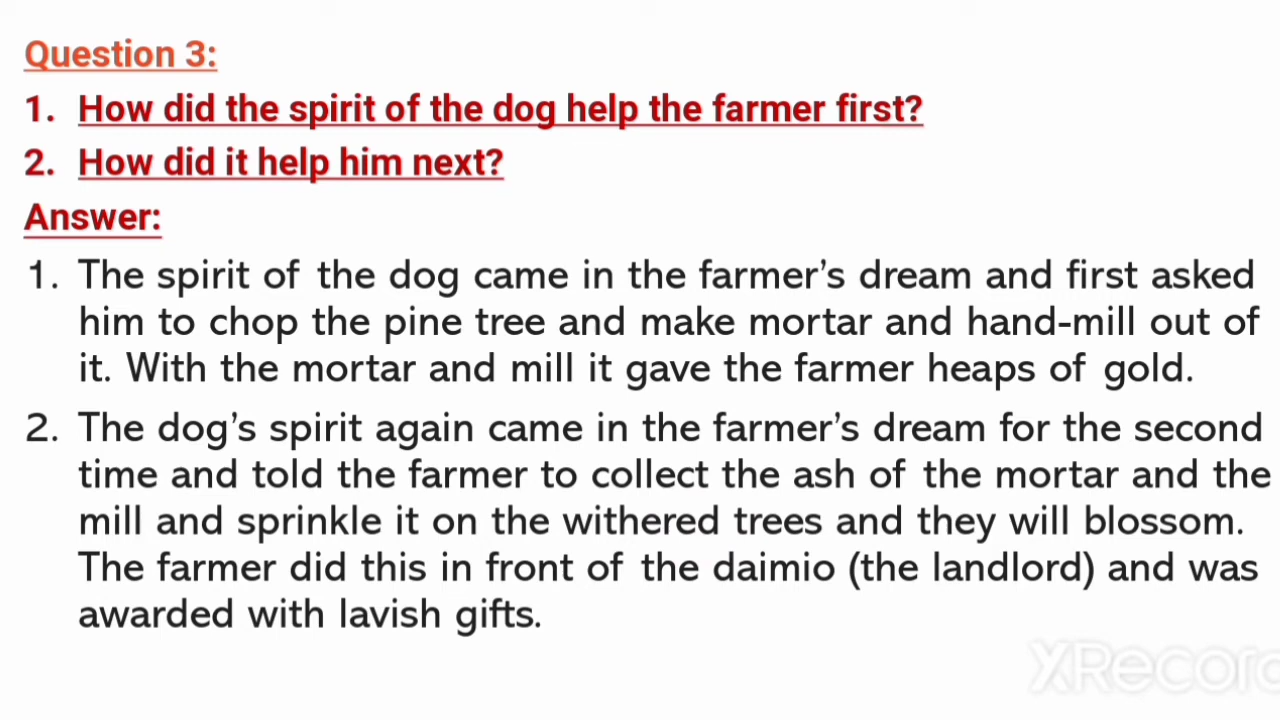 Question 3:
1. How did the spirit of the dog help the farmer first?
2. How did it help him next?
Answer:
1. The spirit of the dog came in the farmer's dream and first asked
him to chop the pine tree and make mortar and hand-mill out of
it. With the mortar and mill it gave the farmer heaps of gold.
2. The dog's spirit again came in the farmer's dream for the second
time and told the farmer to collect the ash of the mortar and the
mill and sprinkle it on the withered trees and they will blossom.
The farmer did this in front of the daimio (the landlord) and was
awarded with lavish gifts.
XRecord